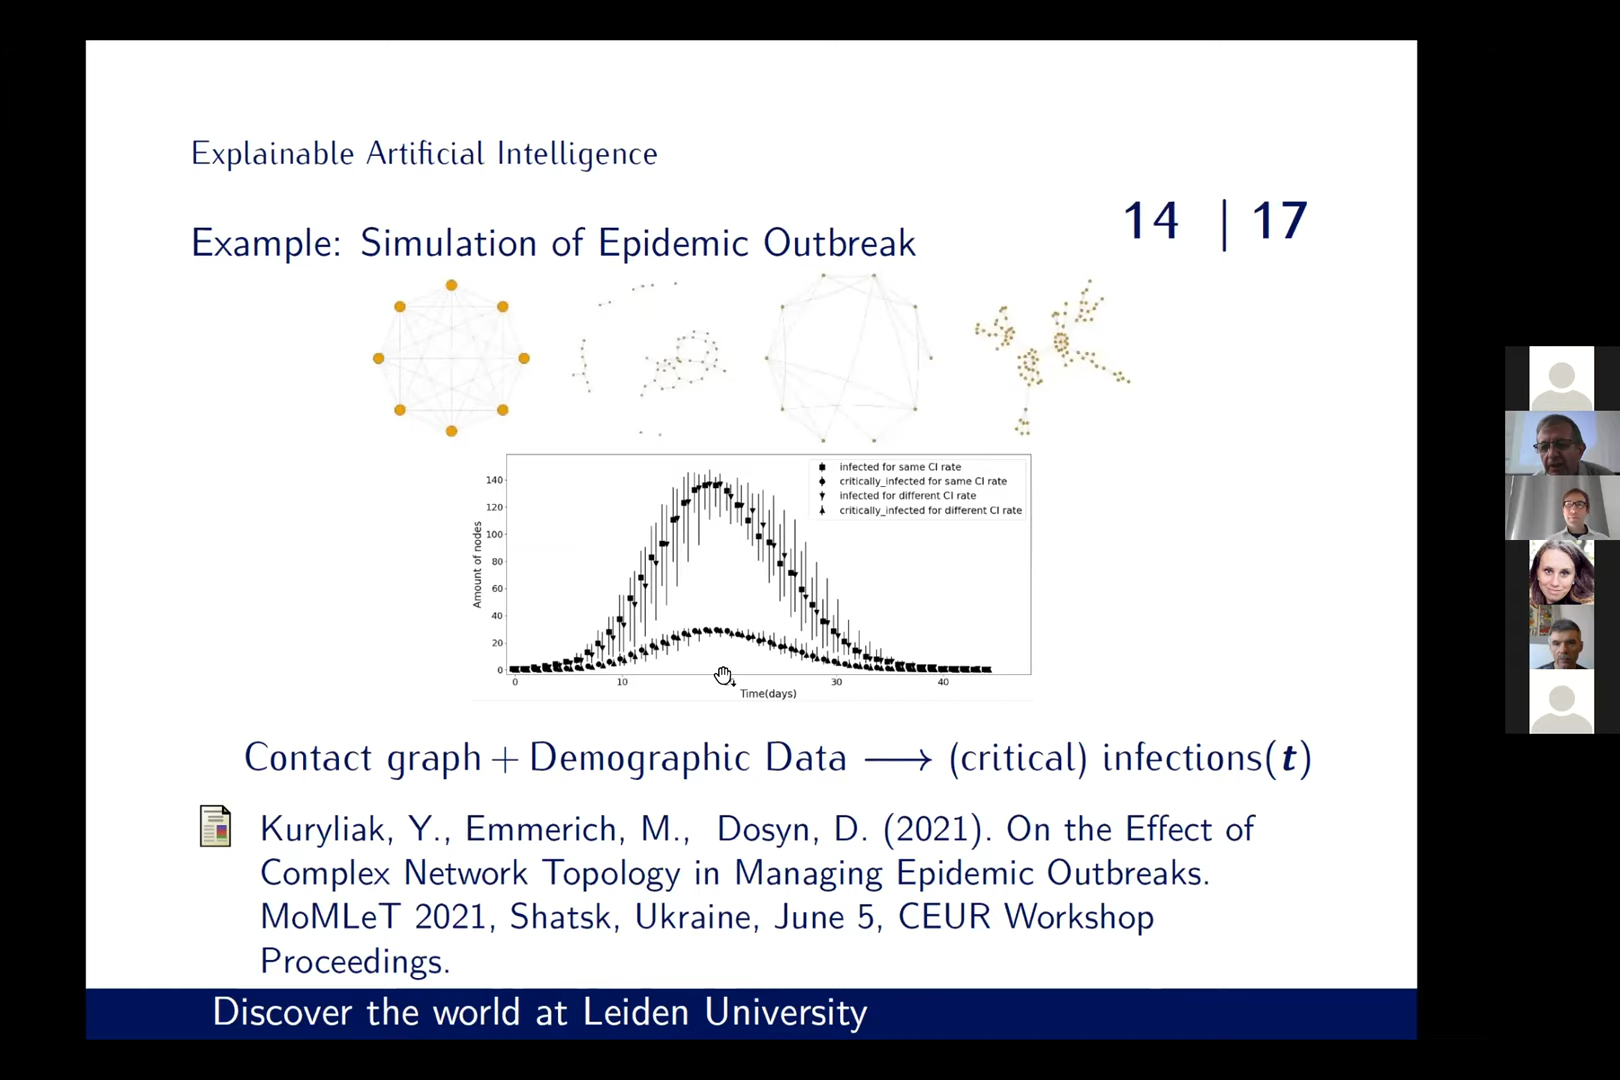 Explainable Artificial Intelligence
14 | 17
Example: Simulation of Epidemic Outbreak
infected for same CI rate
critically_infected for same CI rate
infected for different CI rate
critically_infected for different CI rate
140
120
100
80
60
40
20
0
Amount of nodes
0 10 30 40
Time(days)
Contact graph + Demographic Data ⟶ (critical) infections(t)
Kuryliak, Y., Emmerich, M., Dosyn, D. (2021). On the Effect of
Complex Network Topology in Managing Epidemic Outbreaks.
MoMLeT 2021, Shatsk, Ukraine, June 5, CEUR Workshop
Proceedings.
Discover the world at Leiden University